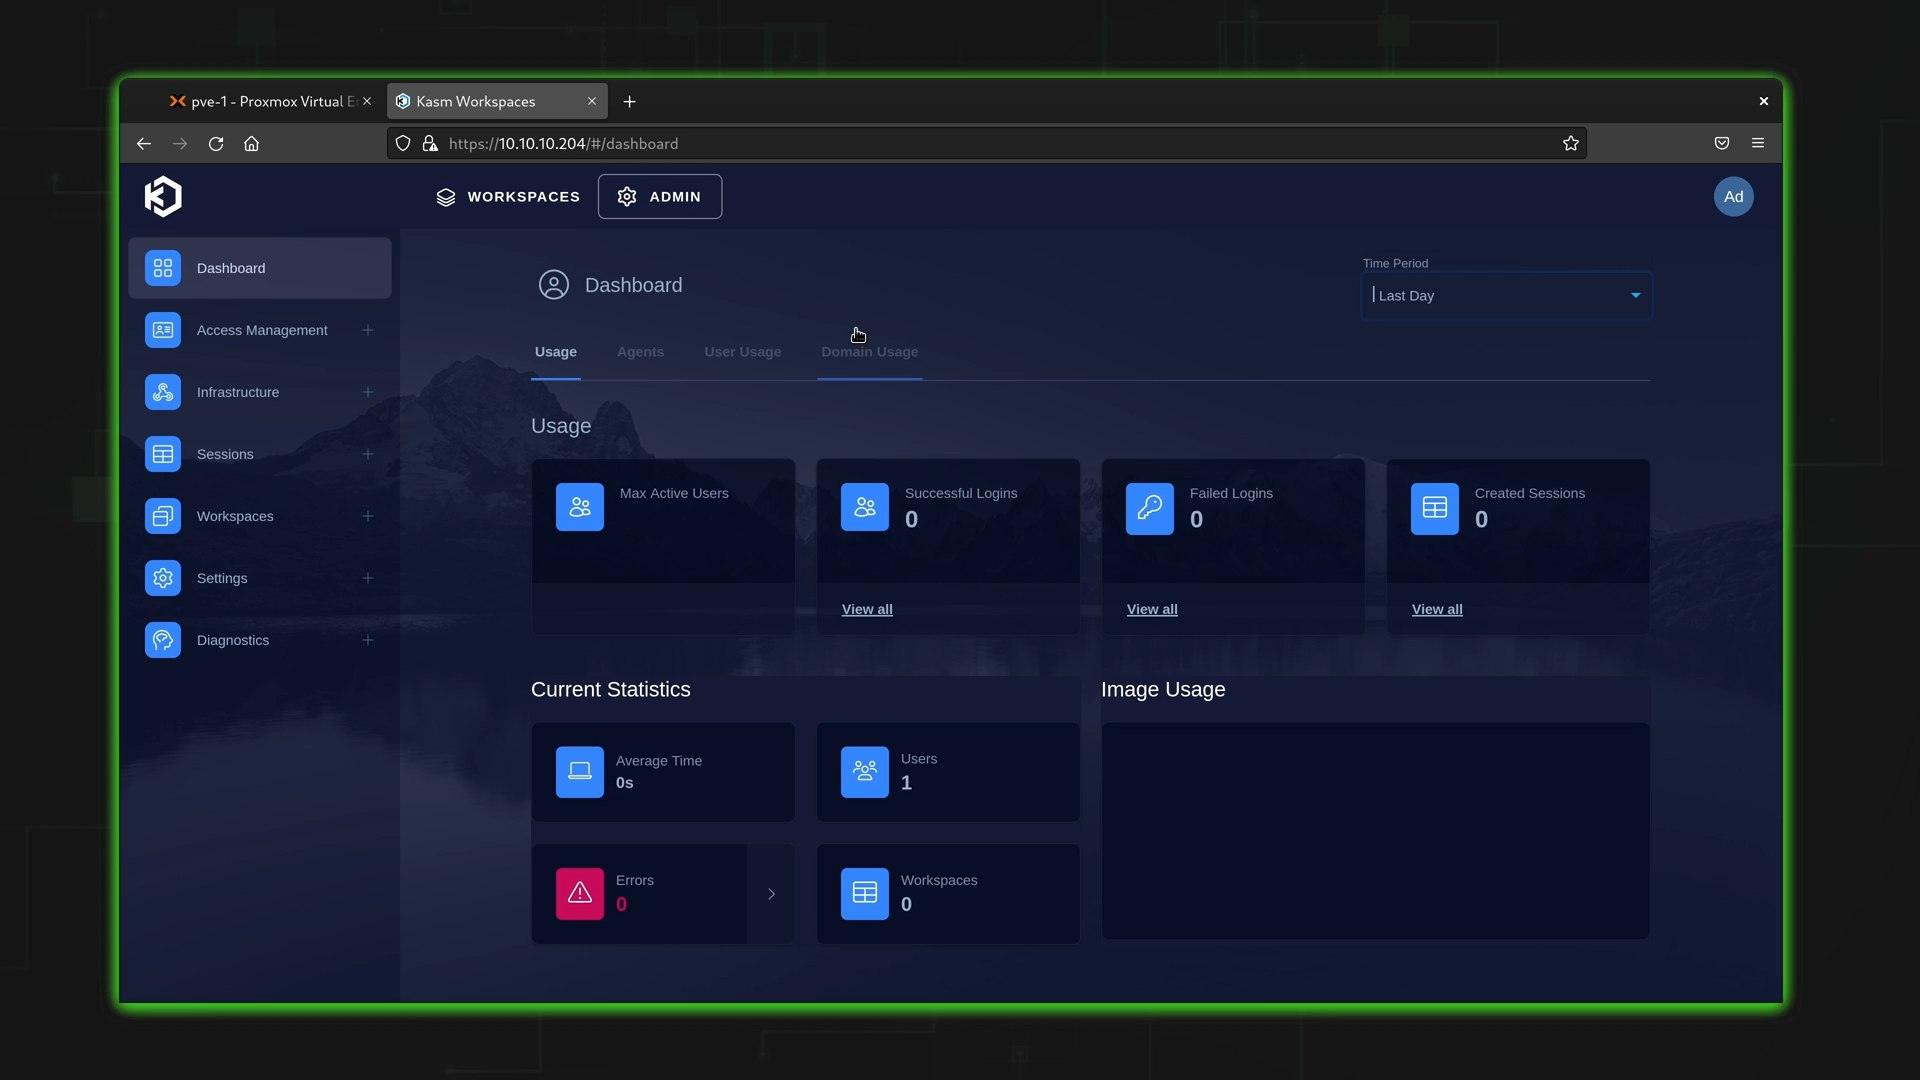 pve-1 - Proxmox Virtual E
Kasm Workspaces
https://10.10.10.204/#/dashboard
WORKSPACES
ADMIN
Ad
Dashboard
Access Management
Infrastructure
Sessions
Workspaces
Settings
Diagnostics
Dashboard
Time Period
Last Day
Usage
Agents
User Usage
Domain Usage
Usage
Max Active Users
Successful Logins
0
View all
Failed Logins
0
View all
Created Sessions
0
View all
Current Statistics
Average Time
0s
Users
1
Errors
0
Workspaces
0
Image Usage